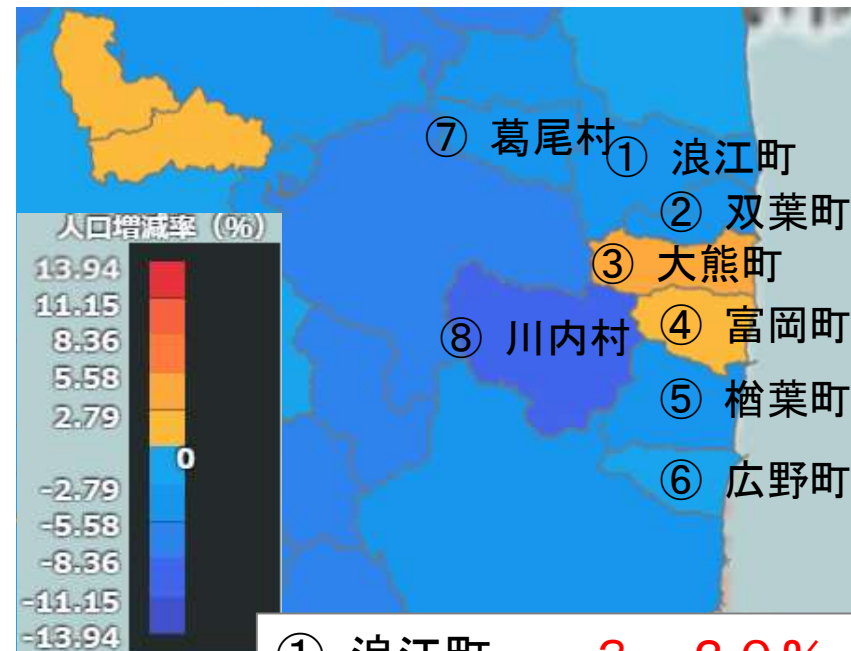 ⑦ 葛尾村
① 浪江町
② 双葉町
人口増減率（%）
③ 大熊町
13.94
11.15
④ 富岡町
⑧ 川内村
8.36
5.58
⑤ 楢葉町
2.79
0
⑥ 広野町
-2.79
-5.58
-8.36
-11.15
-13.94
① 浪江町